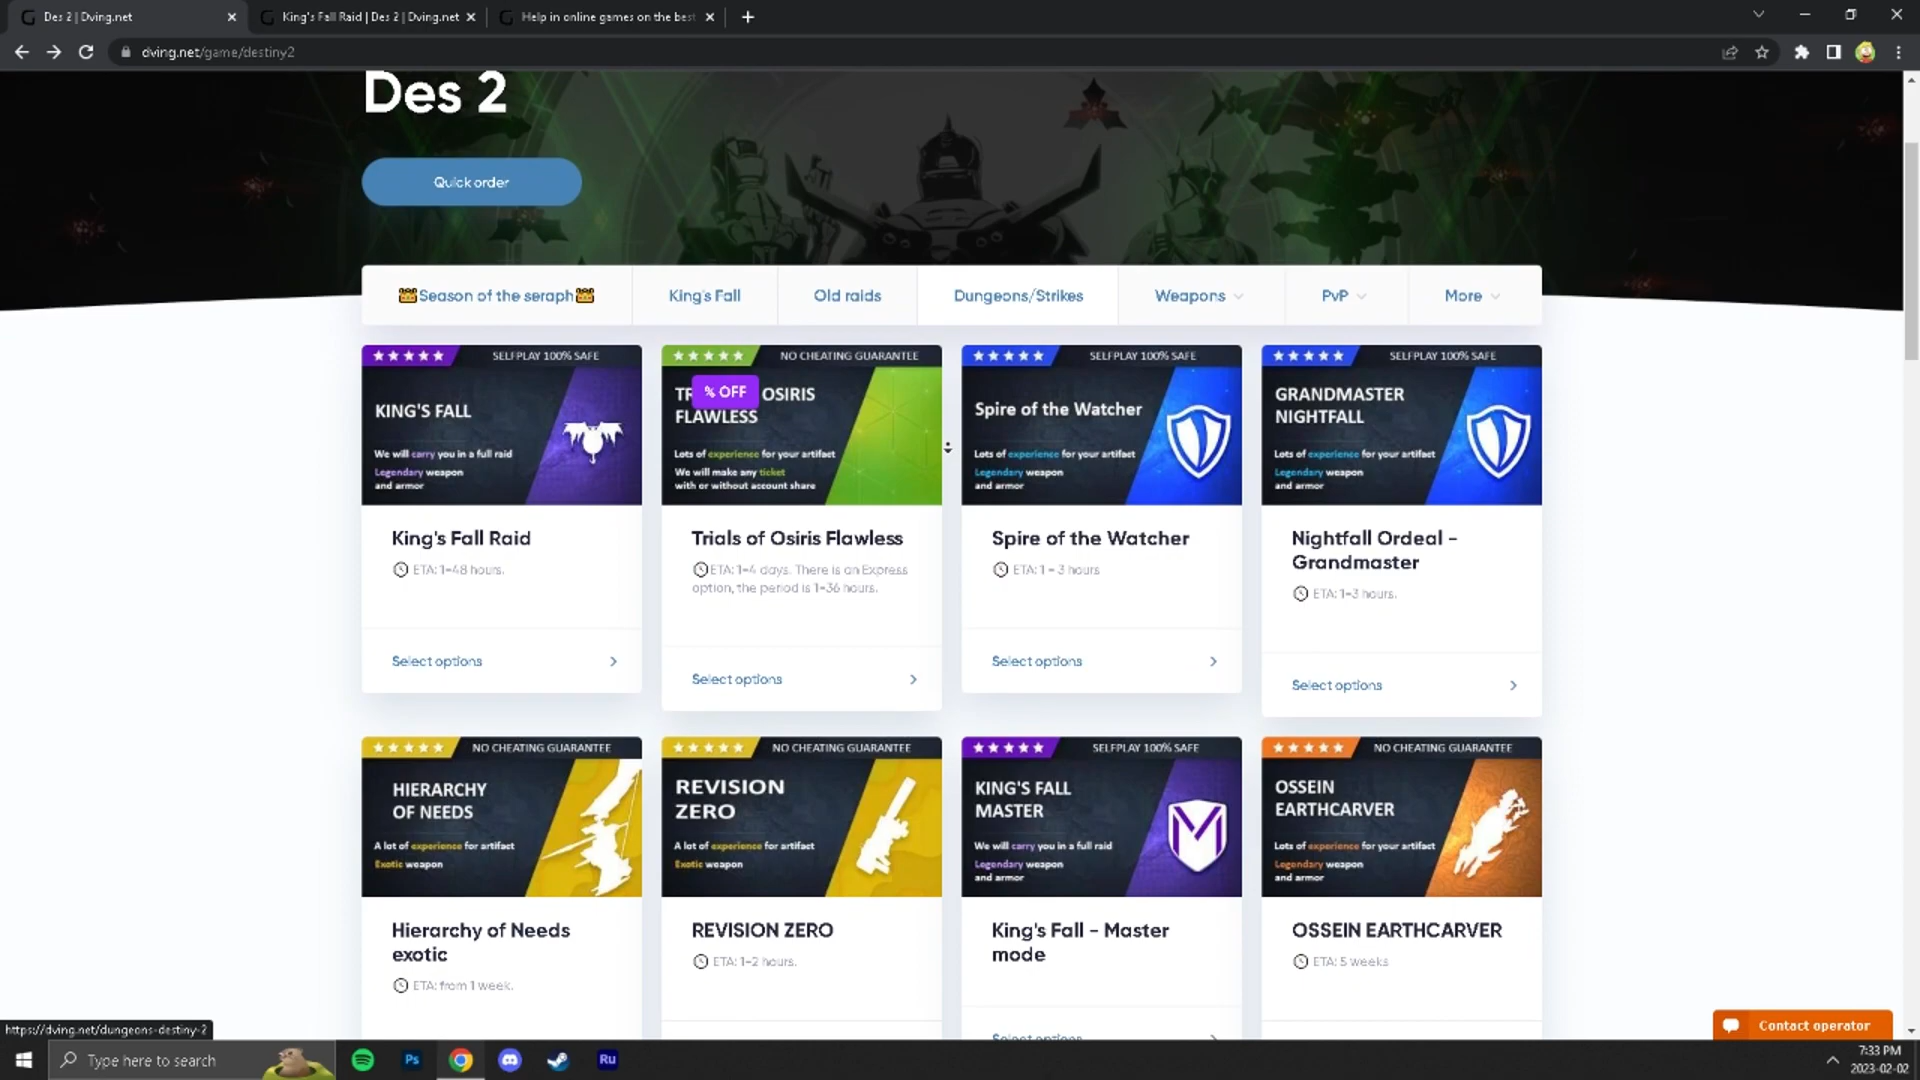 Des 2 | Dving.net
King's Fall Raid | Des 2 | Dving.net
Help in online games on the best
dving.net/game/destiny2
Des 2
Quick order
Season of the seraph
King's Fall
Old raids
Dungeons/Strikes
Weapons
PvP
More
SELFPLAY 100% SAFE
KING'S FALL
We will carry you in a full raid
Legendary weapon
and armor
King's Fall Raid
ETA: 1-48 hours.
Select options
NO CHEATING GUARANTEE
% OFF
OSIRIS
FLAWLESS
Lots of experience for your artifact
We will make any ticket
with or without account share
Trials of Osiris Flawless
ETA: 1-4 days. There is an Express
option, the period is 1-36 hours.
Select options
SELFPLAY 100% SAFE
Spire of the Watcher
Lots of experience for your artifact
Legendary weapon
and armor
Spire of the Watcher
ETA: 1 - 3 hours
Select options
SELFPLAY 100% SAFE
GRANDMASTER
NIGHTFALL
Lots of experience for your artifact
Legendary weapon
and armor
Nightfall Ordeal -
Grandmaster
ETA: 1-3 hours.
Select options
NO CHEATING GUARANTEE
HIERARCHY
OF NEEDS
A lot of experience for artifact
Exotic weapon
Hierarchy of Needs
exotic
ETA: from 1 week.
NO CHEATING GUARANTEE
REVISION
ZERO
A lot of experience for artifact
Exotic weapon
REVISION ZERO
ETA: 1-2 hours.
SELFPLAY 100% SAFE
KING'S FALL
MASTER
We will carry you in a full raid
Legendary weapon
and armor
King's Fall - Master
mode
Select options
NO CHEATING GUARANTEE
OSSEIN
EARTHCARVER
Lots of experience for your artifact
Legendary weapon
and armor
OSSEIN EARTHCARVER
ETA: 5 weeks
https://dving.net/dungeons-destiny-2
Contact operator
Type here to search
Ps
Ru
7:33 PM
2023-02-02